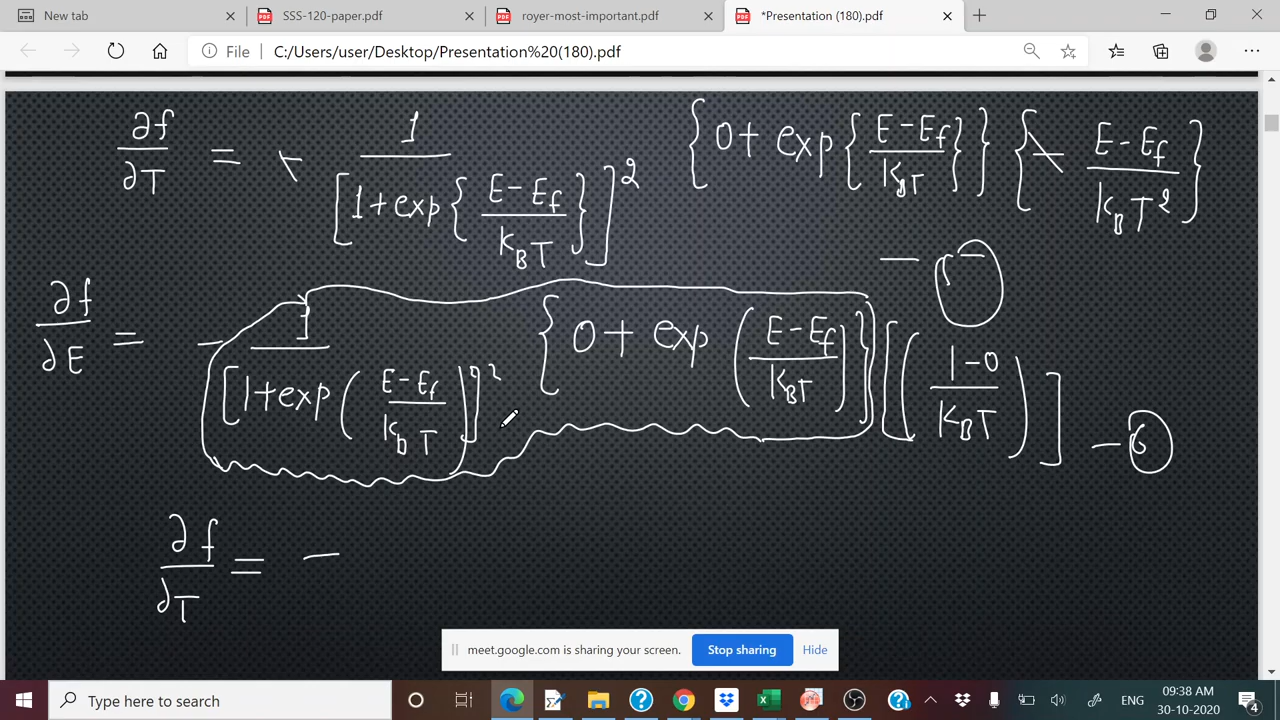 New tab
SSS-120-paper.pdf
royer-most-important.pdf
*Presentation (180).pdf
File
C:/Users/user/Desktop/Presentation%20(180).pdf
∂f/∂T = - 1/[1+exp{(E-Ef)/(KBT)}]² {0+ exp{(E-Ef)/(KBT)}} {- (E-Ef)/(KBT²)}
- 5
∂f/∂E = - 1/[1+exp((E-Ef)/(KBT))]² {0+ exp((E-Ef)/(KBT))} [((1-0)/(KBT))] - 6
∂f/∂T = -
meet.google.com is sharing your screen.
Stop sharing
Hide
Type here to search
ENG
09:38 AM
30-10-2020
4